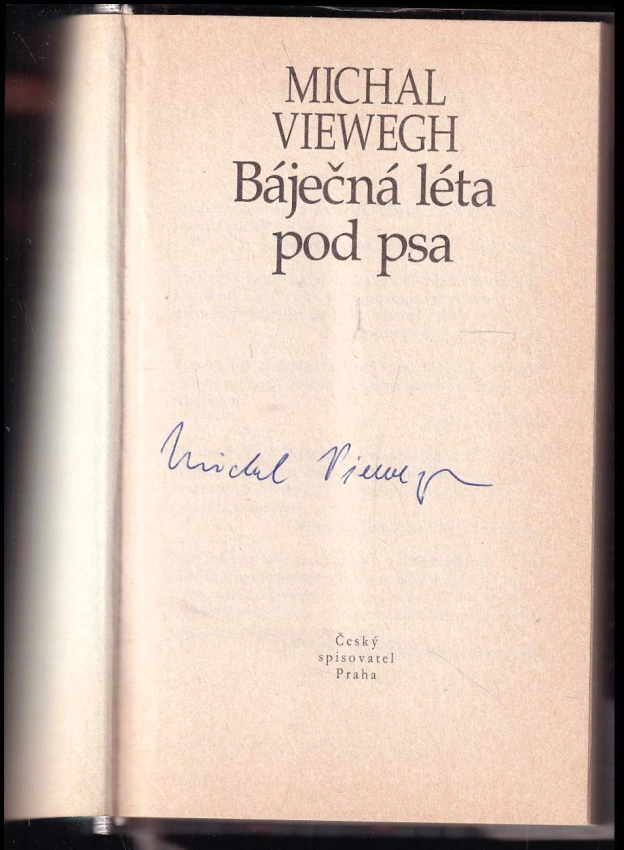 MICHAL
VIEWEGH
Báječná léta
pod psa
Michal Viewegh
Český
spisovatel
Praha